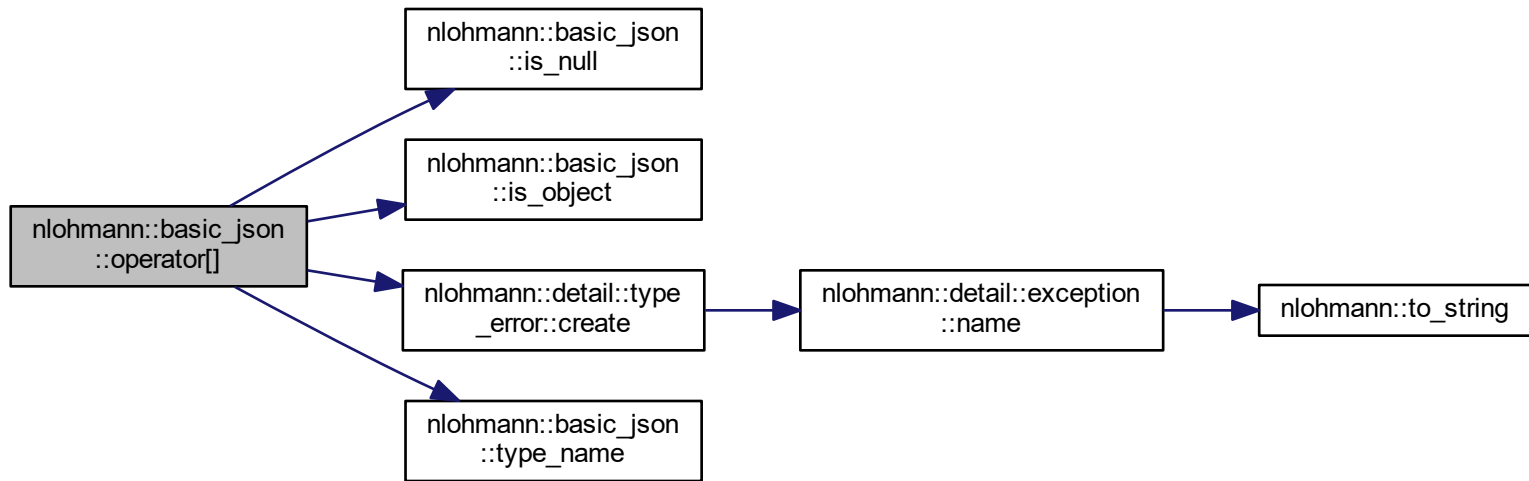 nlohmann::basic_json
::is_null
nlohmann::basic_json
::is_object
nlohmann::basic_json
::operator[]
nlohmann::detail::type
_error::create
nlohmann::detail::exception
::name
nlohmann::to_string
nlohmann::basic_json
::type_name